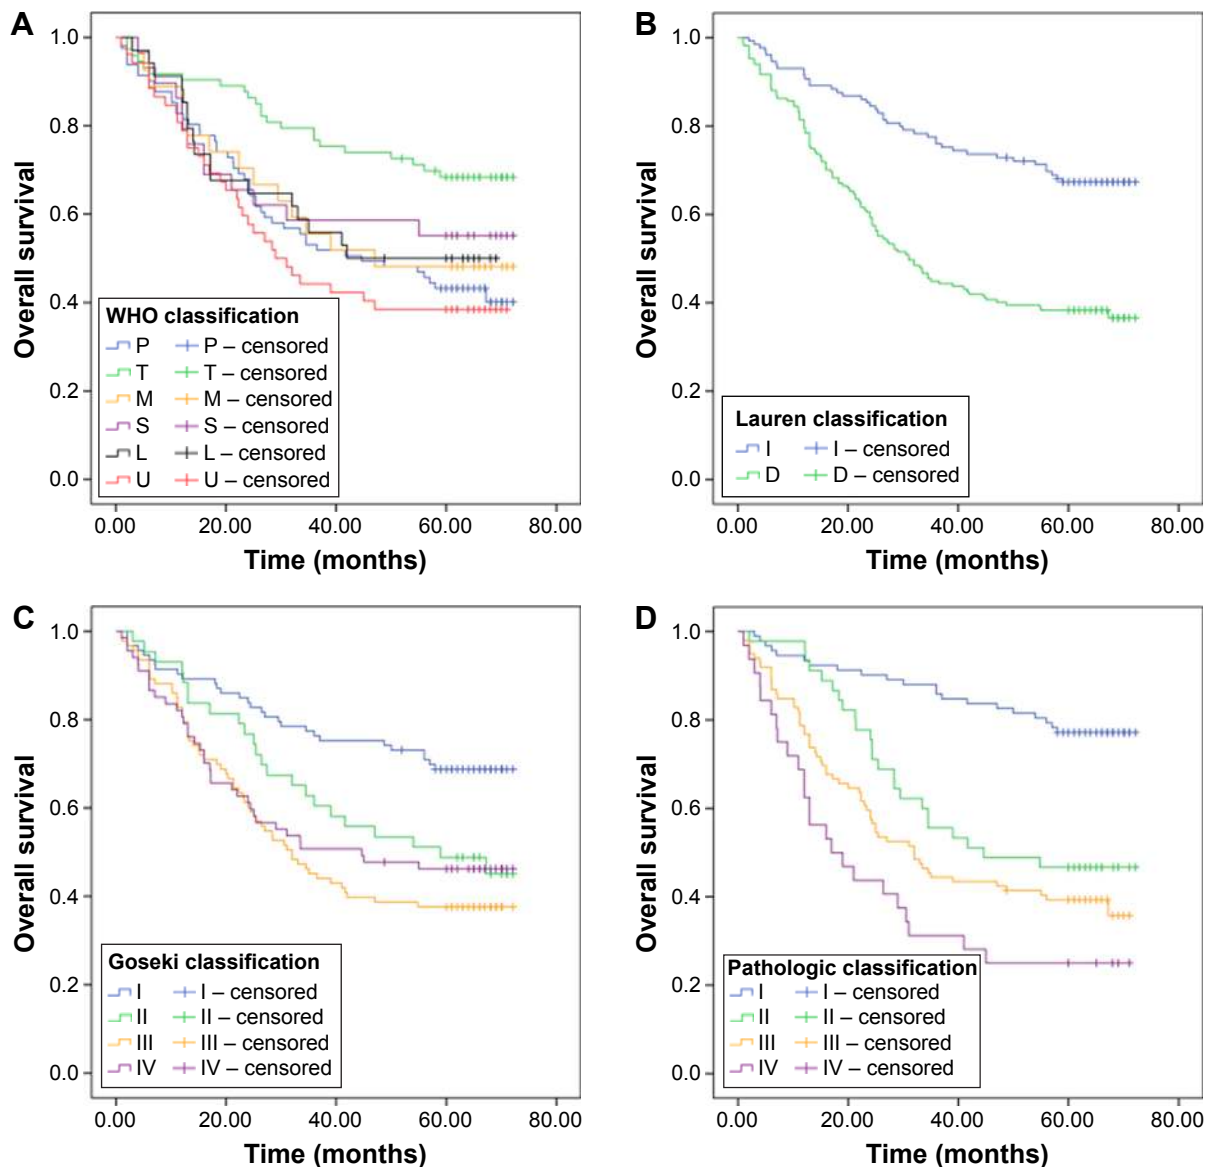 A
1.0
0.8
0.6
0.4
0.2
0.0
Overall survival
WHO classification
P P – censored
T T – censored
M M – censored
S S – censored
L L – censored
U U – censored
0.00 20.00 40.00 60.00 80.00
Time (months)
B
1.0
0.8
0.6
0.4
0.2
0.0
Overall survival
Lauren classification
I I – censored
D D – censored
0.00 20.00 40.00 60.00 80.00
Time (months)
C
1.0
0.8
0.6
0.4
0.2
0.0
Overall survival
Goseki classification
I I – censored
II II – censored
III III – censored
IV IV – censored
0.00 20.00 40.00 60.00 80.00
Time (months)
D
1.0
0.8
0.6
0.4
0.2
0.0
Overall survival
Pathologic classification
I I – censored
II II – censored
III III – censored
IV IV – censored
0.00 20.00 40.00 60.00 80.00
Time (months)